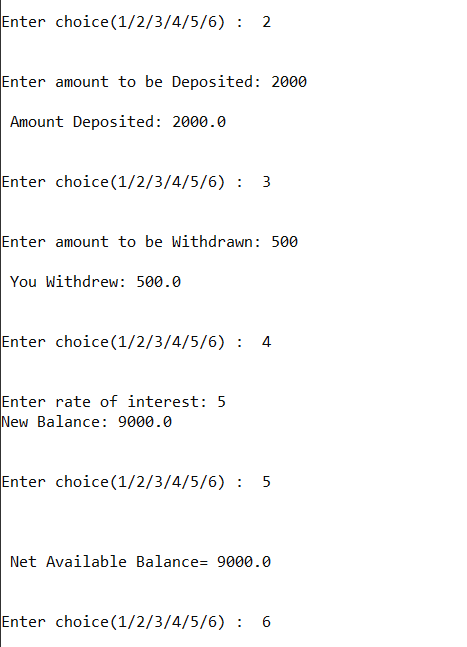 Enter choice(1/2/3/4/5/6) :  2
Enter amount to be Deposited: 2000
Amount Deposited: 2000.0
Enter choice(1/2/3/4/5/6) :  3
Enter amount to be Withdrawn: 500
You Withdrew: 500.0
Enter choice(1/2/3/4/5/6) :  4
Enter rate of interest: 5
New Balance: 9000.0
Enter choice(1/2/3/4/5/6) :  5
Net Available Balance= 9000.0
Enter choice(1/2/3/4/5/6) :  6